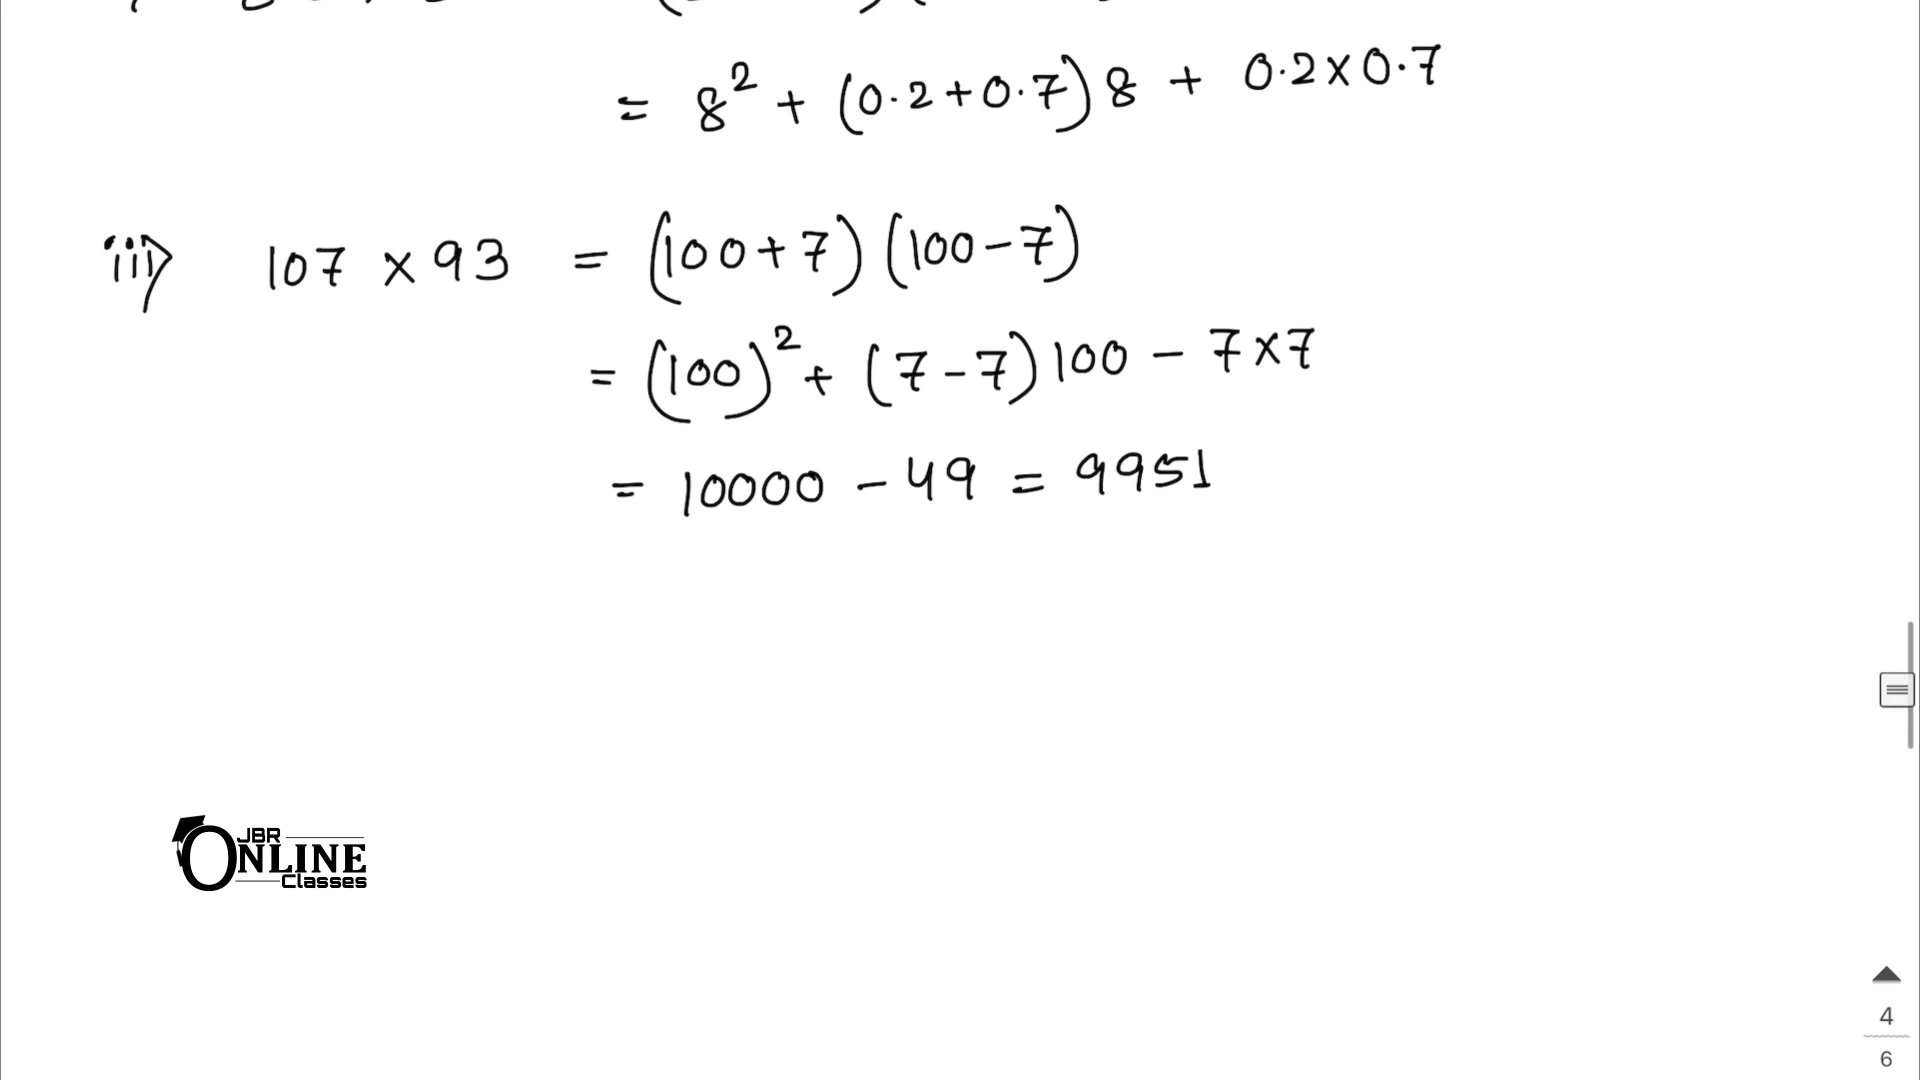 = 8² + (0.2+0.7)8 + 0.2×0.7
iii) 107 × 93 = (100+7)(100-7)
= (100)² + (7-7)100 - 7×7
= 10000 - 49 = 9951
JBR
ONLINE
Classes
4
6